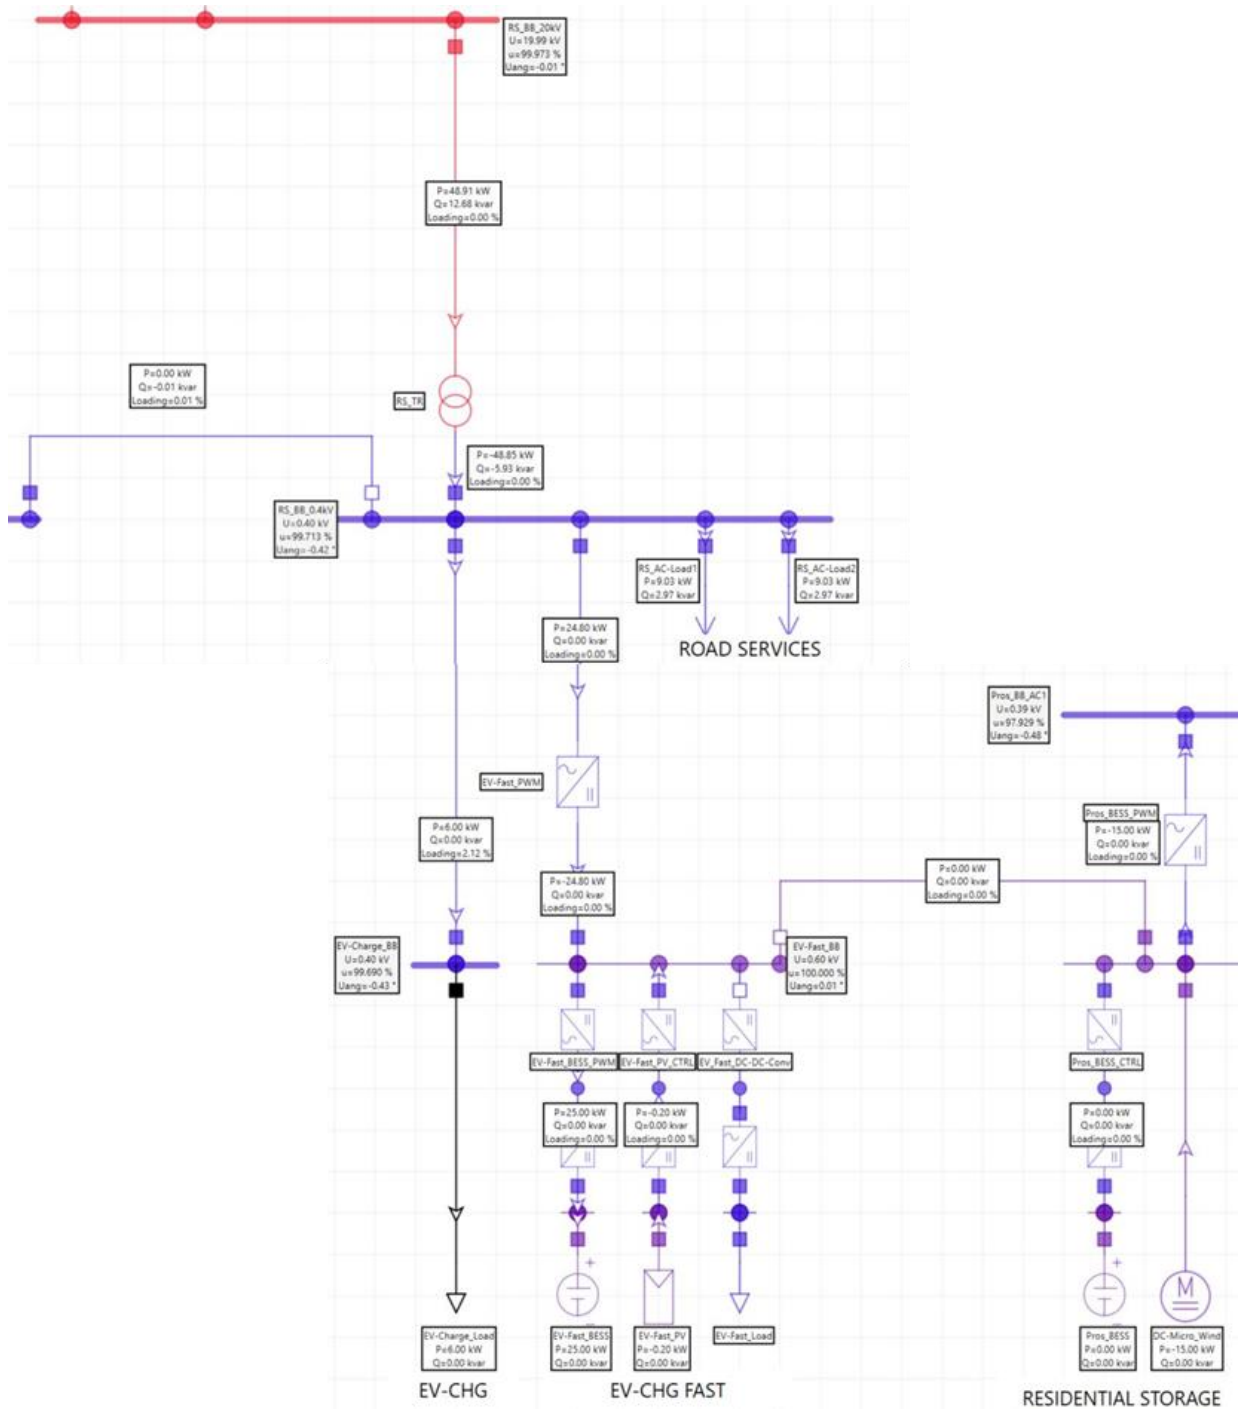 RS_BB_20kV
U=19.99 kV
u=99.973 %
Uang=-0.01 °
P=48.91 kW
Q=12.68 kvar
Loading=0.00 %
P=0.00 kW
Q=-0.01 kvar
Loading=0.01 %
RS_TR
P=-48.85 kW
Q=-5.93 kvar
Loading=0.00 %
RS_BB_0.4kV
U=0.40 kV
u=99.713 %
Uang=-0.42 °
RS_AC-Load1
P=9.03 kW
Q=2.97 kvar
RS_AC-Load2
P=9.03 kW
Q=2.97 kvar
P=24.80 kW
Q=0.00 kvar
Loading=0.00 %
ROAD SERVICES
Pros_BB_AC1
U=0.39 kV
u=97.929 %
Uang=-0.48 °
EV-Fast_PWM
Pros_BESS_PWM
P=-15.00 kW
Q=0.00 kvar
Loading=0.00 %
P=6.00 kW
Q=0.00 kvar
Loading=2.12 %
P=-24.80 kW
Q=0.00 kvar
Loading=0.00 %
P=0.00 kW
Q=0.00 kvar
Loading=0.00 %
EV-Charge_BB
U=0.40 kV
u=99.690 %
Uang=-0.43 °
EV-Fast_BB
U=0.60 kV
u=100.000 %
Uang=0.01 °
EV-Fast_BESS_PWM
EV-Fast_PV_CTRL
EV_Fast_DC-DC-Conv
Pros_BESS_CTRL
P=25.00 kW
Q=0.00 kvar
Loading=0.00 %
P=-0.20 kW
Q=0.00 kvar
Loading=0.00 %
P=0.00 kW
Q=0.00 kvar
Loading=0.00 %
M
EV-Charge_Load
P=6.00 kW
Q=0.00 kvar
EV-Fast_BESS
P=25.00 kW
Q=0.00 kvar
EV-Fast_PV
P=-0.20 kW
Q=0.00 kvar
EV-Fast_Load
Pros_BESS
P=0.00 kW
Q=0.00 kvar
DC-Micro_Wind
P=-15.00 kW
Q=0.00 kvar
EV-CHG
EV-CHG FAST
RESIDENTIAL STORAGE